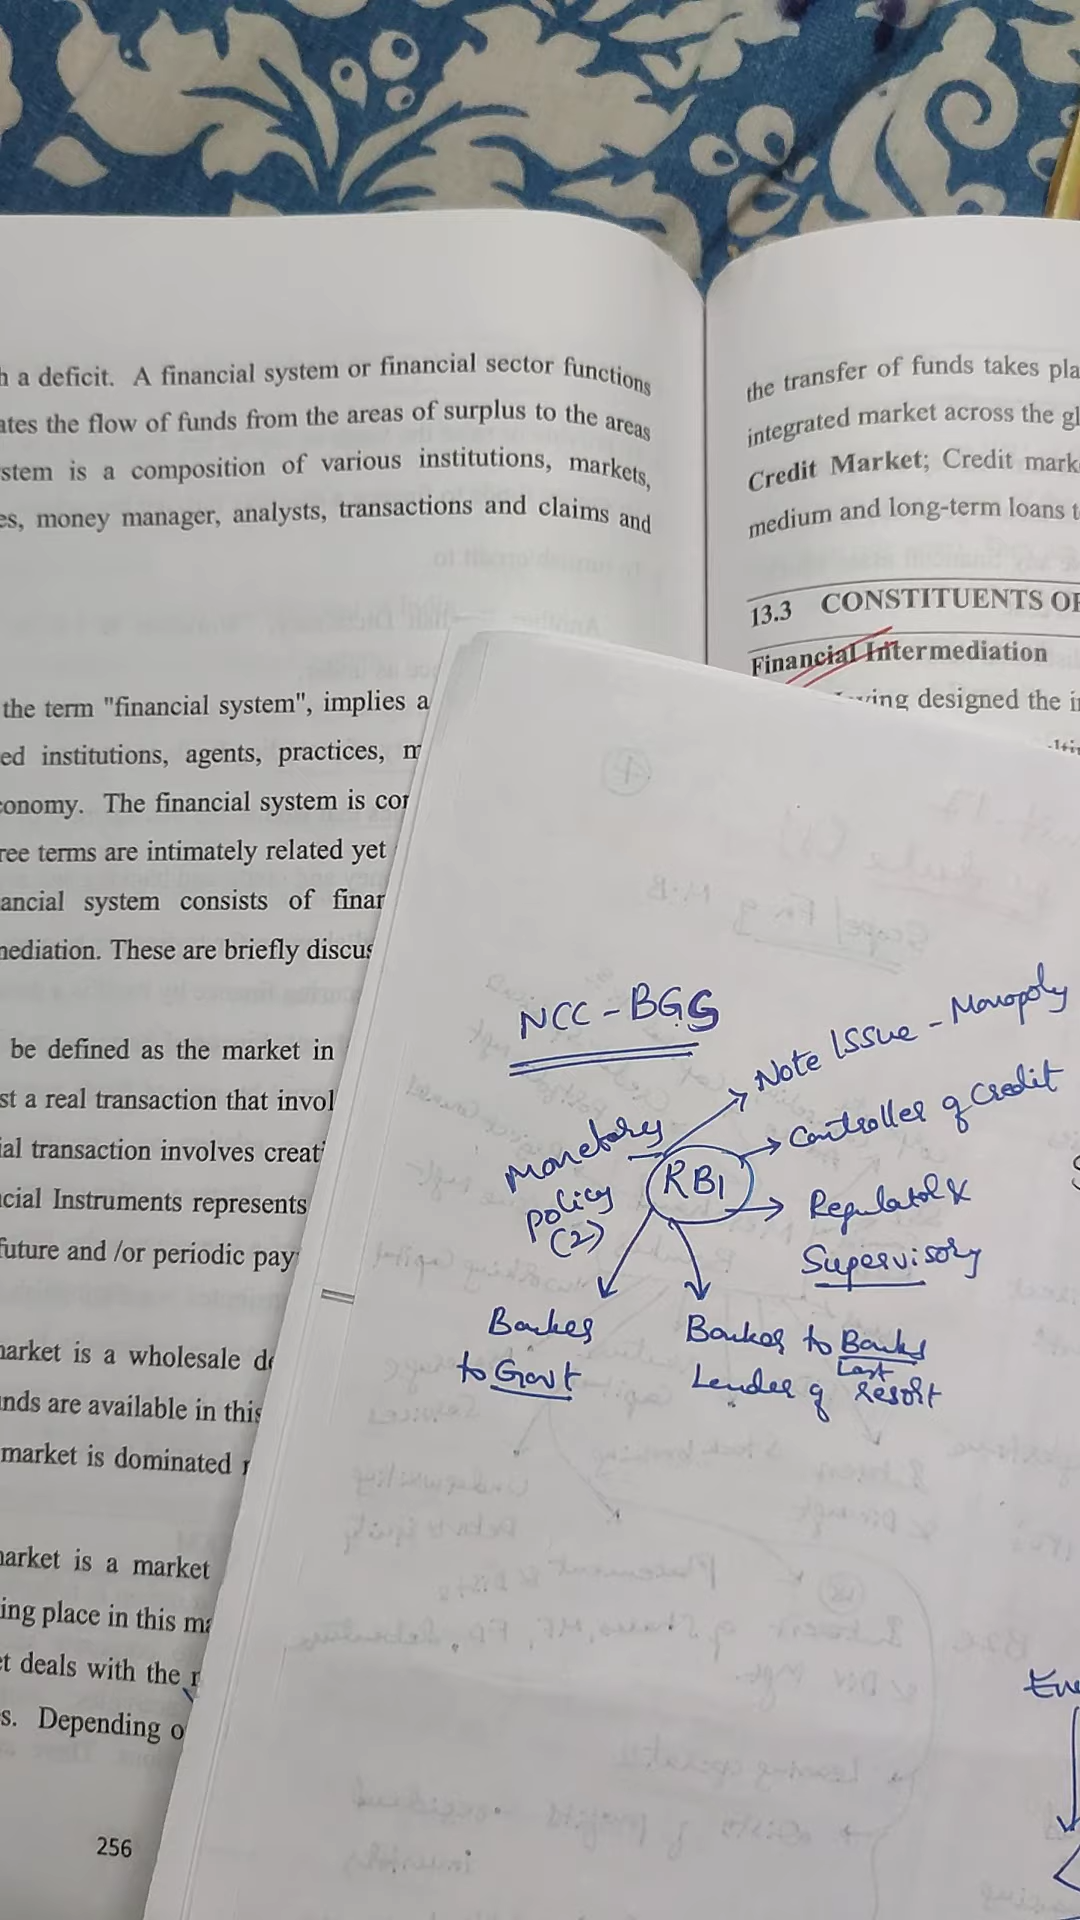 h a deficit. A financial system or financial sector functions
ates the flow of funds from the areas of surplus to the areas
stem is a composition of various institutions, markets,
es, money manager, analysts, transactions and claims and
the term "financial system", implies a
ed institutions, agents, practices, m
conomy. The financial system is cor
ree terms are intimately related yet
ancial system consists of finar
mediation. These are briefly discus
be defined as the market in
st a real transaction that invol
ial transaction involves creati
ncial Instruments represents
future and /or periodic pay
market is a wholesale de
nds are available in this
market is dominated
market is a market
ing place in this ma
et deals with the
s. Depending o
256
the transfer of funds takes pla
integrated market across the gl
Credit Market; Credit mark
medium and long-term loans t
13.3 CONSTITUENTS OF
Financial Intermediation
ving designed the i
NCC - BGS
Note Issue - Monopoly
Controller of Credit
Monetary
policy
(2)
RBI
Regulator &
Supervisory
Banker
to Govt
Banker to Banks
Lender of Last resort